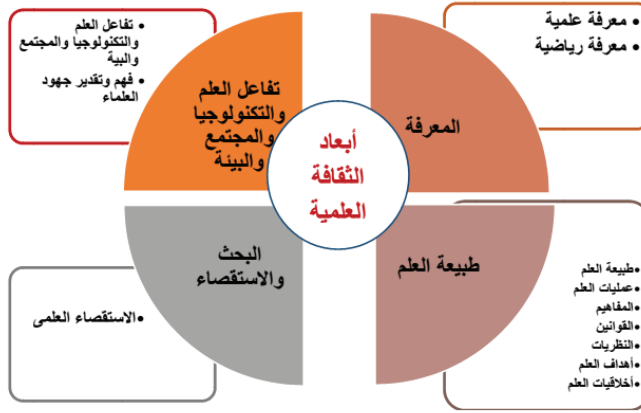 • معرفة علمية
• معرفة رياضية
• تفاعل العلم
والتكنولوجيا والمجتمع
والبية
• فهم وتقدير جهود
العلماء
المعرفة
تفاعل العلم
والتكنولوجيا
والمجتمع
والبيئة
أبعاد
الثقافة
العلمية
طبيعة العلم
البحث
والاستقصاء
•طبيعة العلم
•عمليات العلم
•المفاهيم
•القوانين
•النظريات
•أهداف العلم
•أخلاقيات العلم
•الاستقصاء العلمى